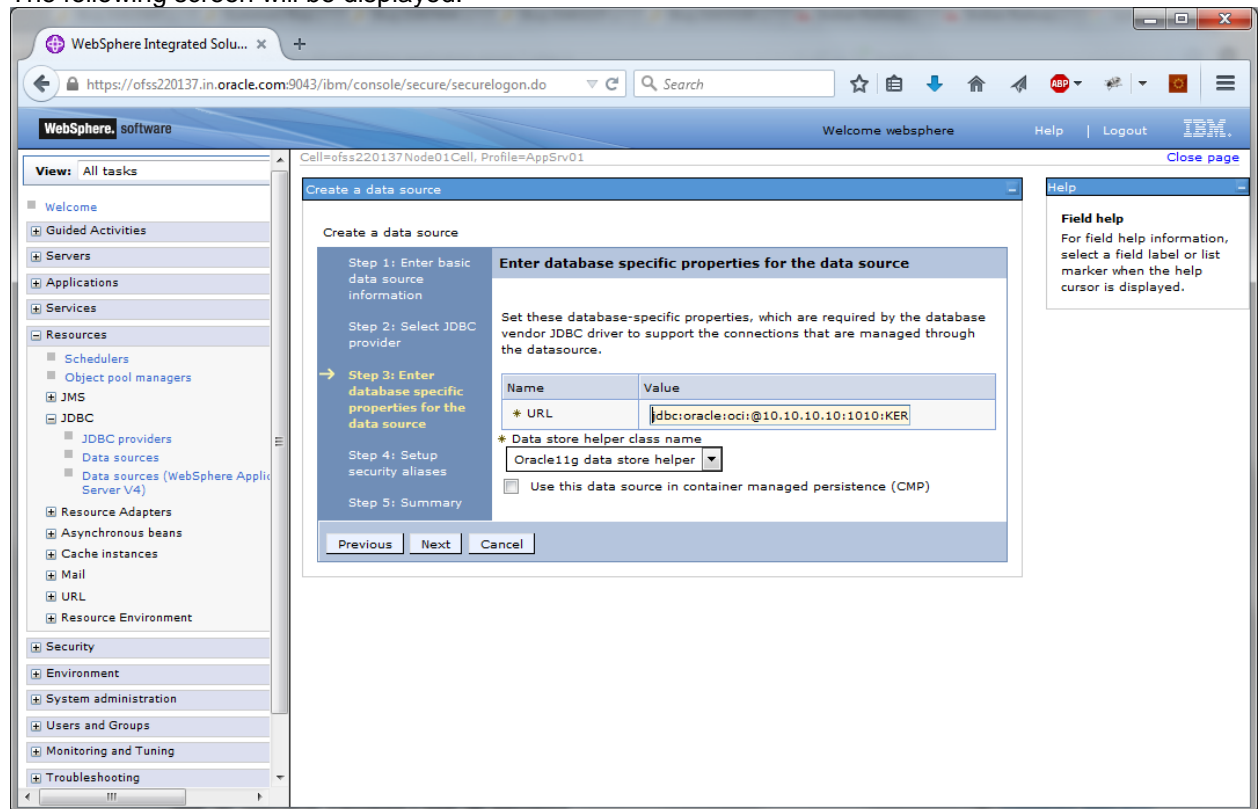 The following screen will be displayed:
WebSphere Integrated Solu... × +
https://ofss220137.in.oracle.com:9043/ibm/console/secure/securelogon.do Search ABP
WebSphere. software Welcome websphere Help | Logout IBM.
View: All tasks
Welcome
Guided Activities
Servers
Applications
Services
Resources
Schedulers
Object pool managers
JMS
JDBC
JDBC providers
Data sources
Data sources (WebSphere Applic
Server V4)
Resource Adapters
Asynchronous beans
Cache instances
Mail
URL
Resource Environment
Security
Environment
System administration
Users and Groups
Monitoring and Tuning
Troubleshooting
Cell=ofss220137Node01Cell, Profile=AppSrv01 Close page
Create a data source
Create a data source
Step 1: Enter basic
data source
information
Step 2: Select JDBC
provider
Step 3: Enter
database specific
properties for the
data source
Step 4: Setup
security aliases
Step 5: Summary
Enter database specific properties for the data source
Set these database-specific properties, which are required by the database
vendor JDBC driver to support the connections that are managed through
the datasource.
Name Value
* URL jdbc:oracle:oci:@10.10.10.10:1010:KER
* Data store helper class name
Oracle11g data store helper
Use this data source in container managed persistence (CMP)
Previous Next Cancel
Help
Field help
For field help information,
select a field label or list
marker when the help
cursor is displayed.